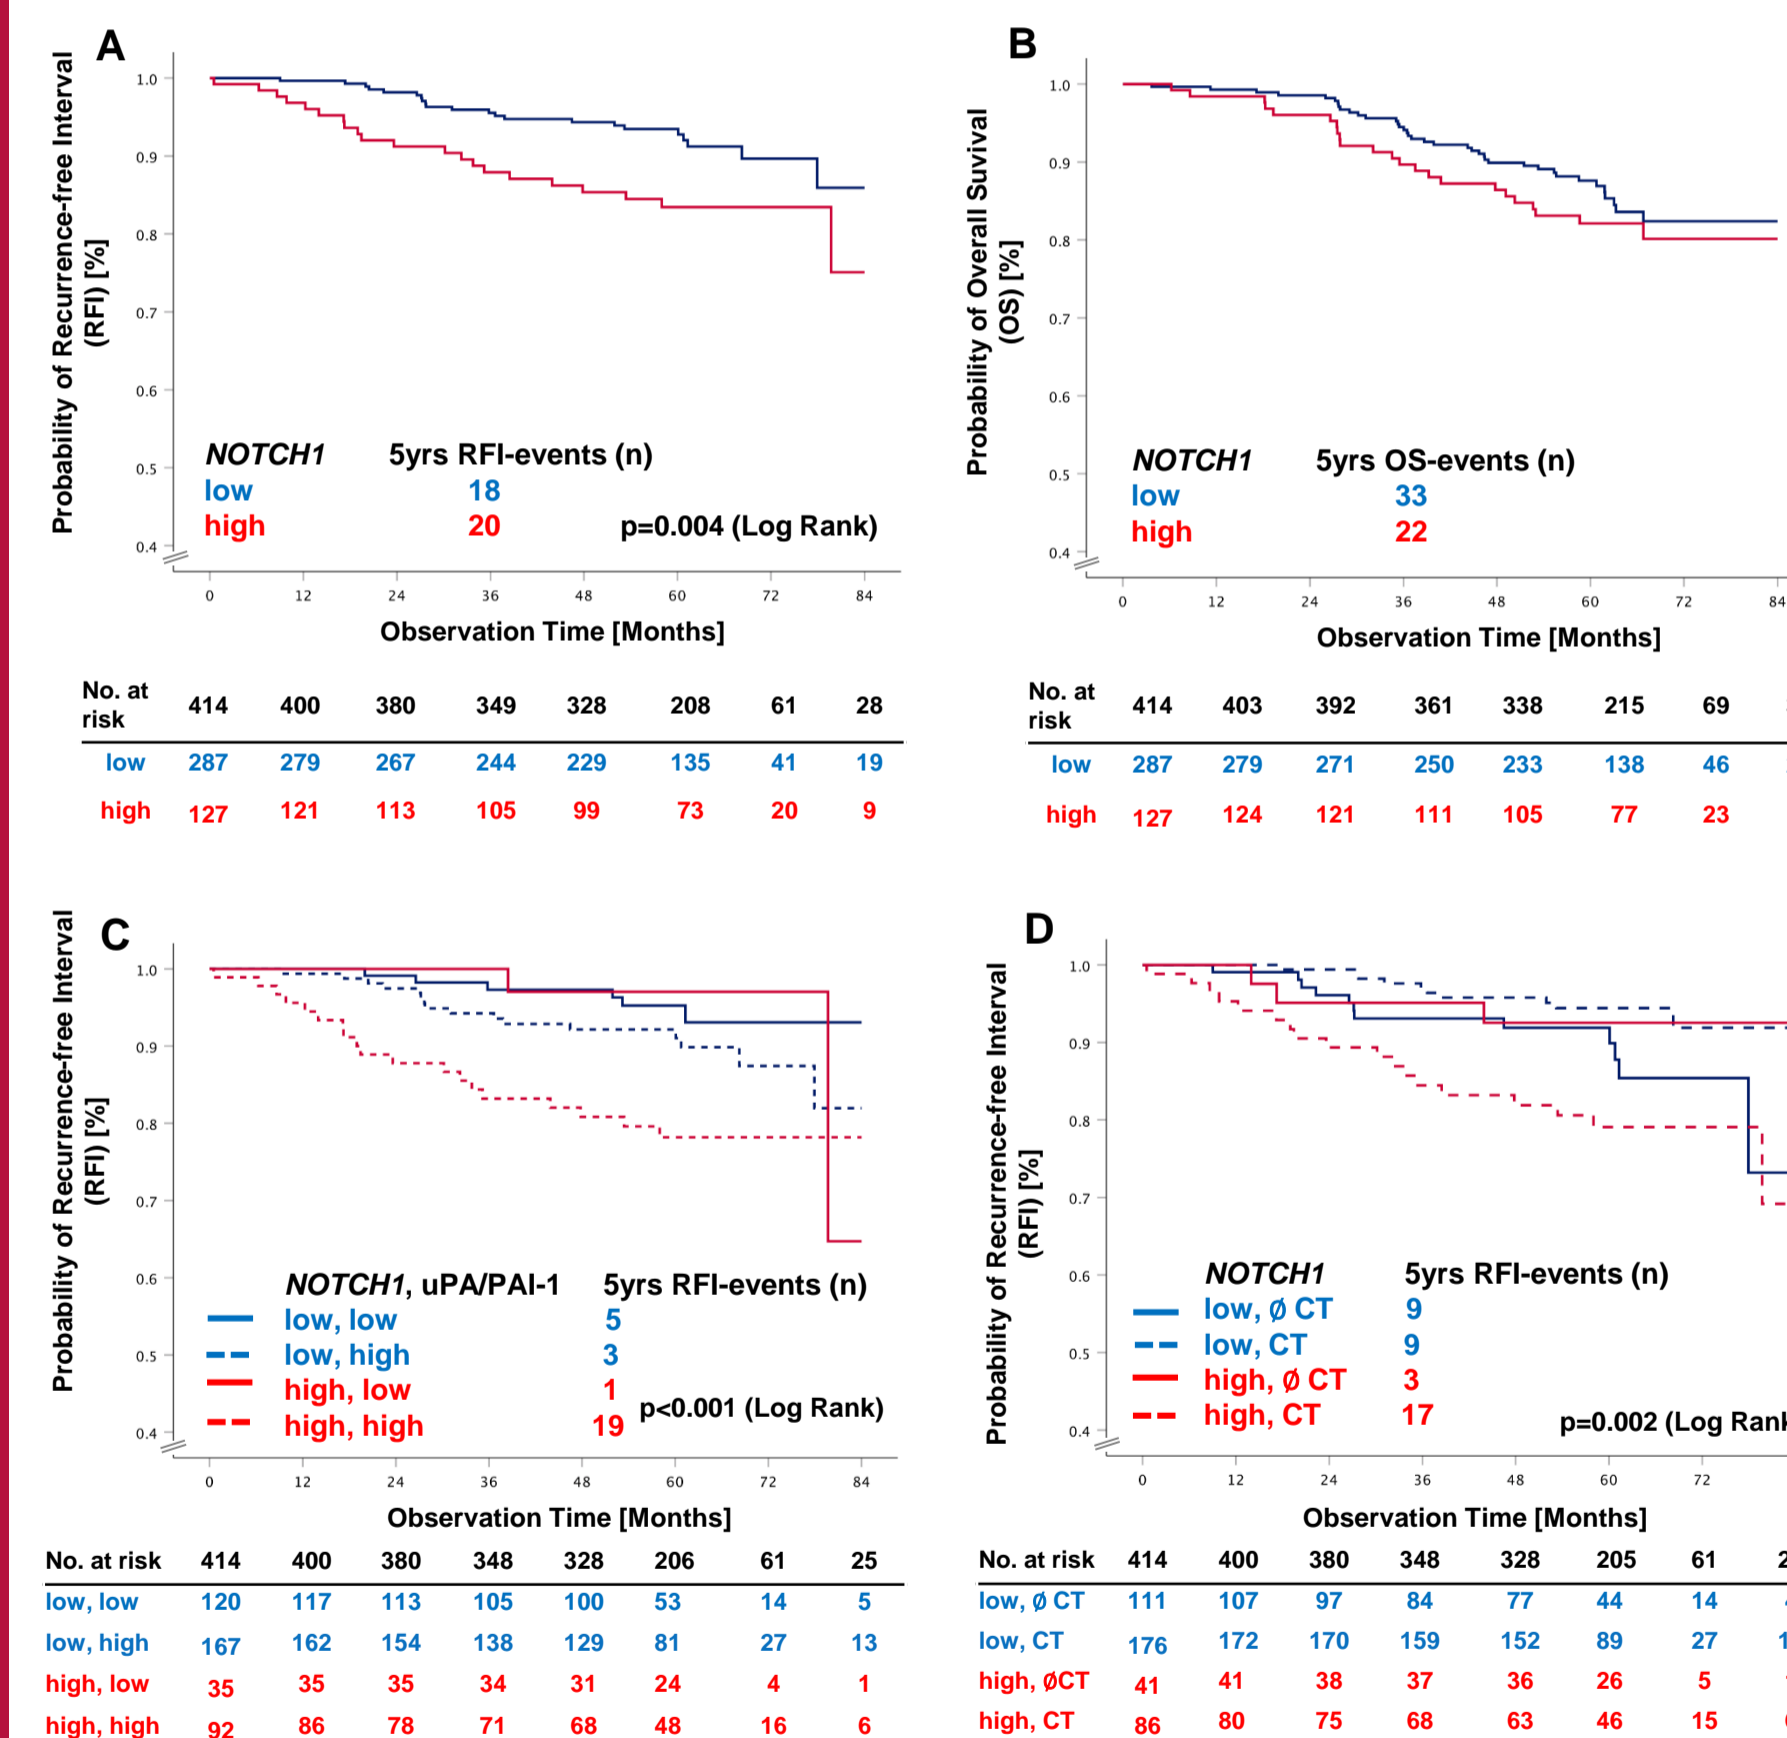 A
Probability of Recurrence-free Interval
(RFI) [%]
1.0
0.9
0.8
0.7
0.6
0.5
0.4
NOTCH1 5yrs RFI-events (n)
low 18
high 20 p=0.004 (Log Rank)
0 12 24 36 48 60 72 84
Observation Time [Months]
No. at
risk 414 400 380 349 328 208 61 28
low 287 279 267 244 229 135 41 19
high 127 121 113 105 99 73 20 9
B
Probability of Overall Suvival
(OS) [%]
1.0
0.9
0.8
0.7
0.6
0.5
0.4
NOTCH1 5yrs OS-events (n)
low 33
high 22
0 12 24 36 48 60 72 84
Observation Time [Months]
No. at
risk 414 403 392 361 338 215 69
low 287 279 271 250 233 138 46
high 127 124 121 111 105 77 23
C
Probability of Recurrence-free Interval
(RFI) [%]
1.0
0.9
0.8
0.7
0.6
0.5
0.4
NOTCH1, uPA/PAI-1 5yrs RFI-events (n)
low, low 5
low, high 3
high, low 1
high, high 19
p<0.001 (Log Rank)
0 12 24 36 48 60 72 84
Observation Time [Months]
No. at risk 414 400 380 348 328 206 61 25
low, low 120 117 113 105 100 53 14 5
low, high 167 162 154 138 129 81 27 13
high, low 35 35 35 34 31 24 4 1
high, high 92 86 78 71 68 48 16 6
D
Probability of Recurrence-free Interval
(RFI) [%]
1.0
0.9
0.8
0.7
0.6
0.5
0.4
NOTCH1 5yrs RFI-events (n)
low, Ø CT 9
low, CT 9
high, Ø CT 3
high, CT 17
p=0.002 (Log Rank
0 12 24 36 48 60 72
Observation Time [Months]
No. at risk 414 400 380 348 328 205 61
low, Ø CT 111 107 97 84 77 44 14
low, CT 176 172 170 159 152 89 27
high, ØCT 41 41 38 37 36 26 5
high, CT 86 80 75 68 63 46 15